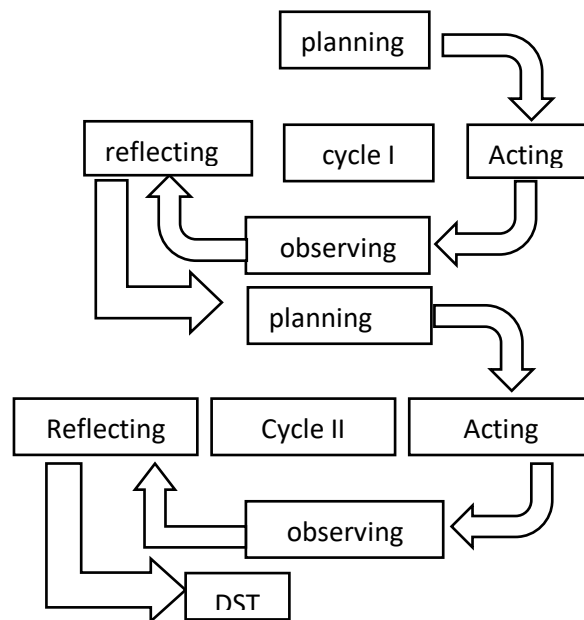 planning
reflecting
cycle I
Acting
observing
planning
Reflecting
Cycle II
Acting
observing
DST